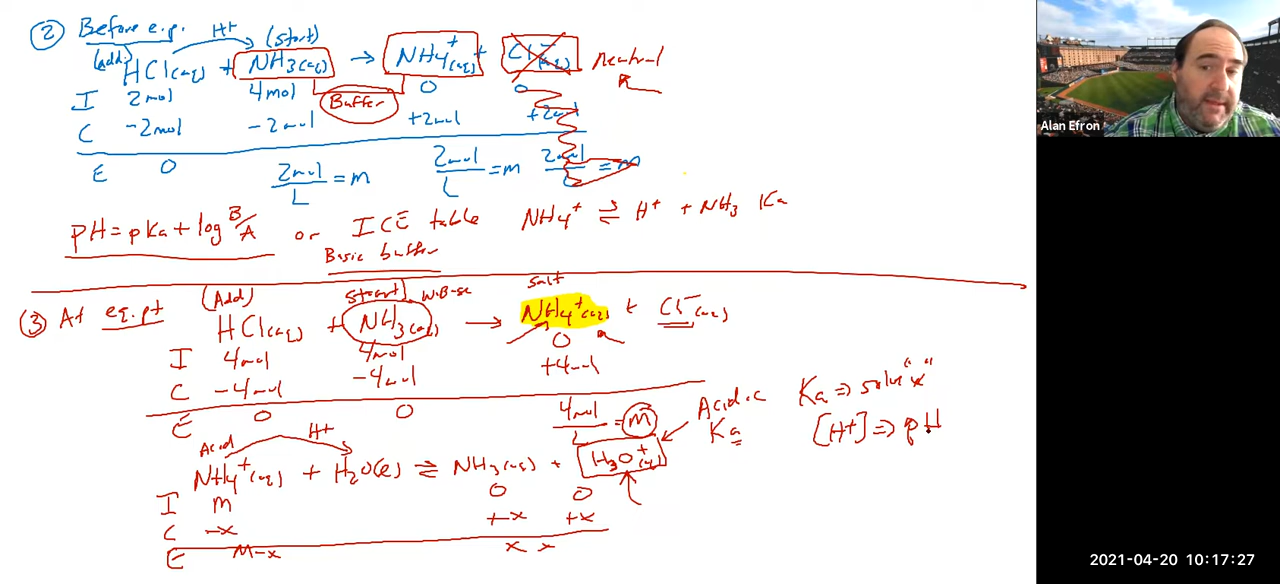 ② Before e.p. H+
(add) (start)
HCl(aq) + NH3(aq) → NH4+(aq) + Cl-(aq) neutral
I 2mol 4mol 0 0
Buffer
C -2mol -2mol +2mol +2mol
E 0 2mol/L = m 2mol/L = m 2mol/L = m
pH = pKa + log B/A or ICE table NH4+ ⇌ H+ + NH3 Ka
Basic buffer
③ At eq.pt (Add) start W.Base salt
HCl(aq) + NH3(aq) → NH4+(aq) + Cl-(aq)
I 4mol 4mol 0
C -4mol -4mol +4mol
E 0 0 4mol/L = m
Acidic Ka ⇒ solve "x"
Ka [H+] ⇒ pH
Acid H+
NH4+(aq) + H2O(l) ⇌ NH3(aq) + H3O+(aq)
I m 0 0
C -x +x +x
E M-x x x
Alan Efron
2021-04-20 10:17:27